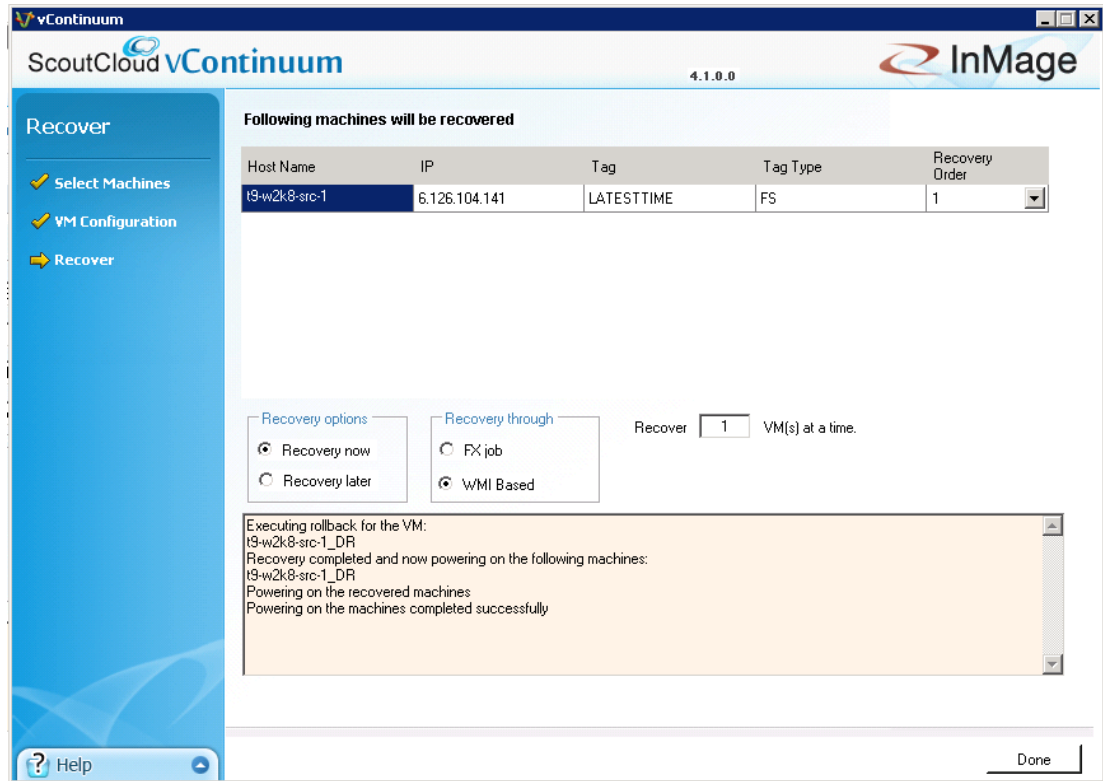 vContinuum
ScoutCloud vContinuum
4.1.0.0
InMage
Recover
Select Machines
VM Configuration
Recover
Following machines will be recovered
Host Name IP Tag Tag Type Recovery Order
t9-w2k8-src-1 6.126.104.141 LATESTTIME FS 1
Recovery options
Recovery now
Recovery later
Recovery through
FX job
WMI Based
Recover 1 VM(s) at a time.
Executing rollback for the VM:
t9-w2k8-src-1_DR
Recovery completed and now powering on the following machines:
t9-w2k8-src-1_DR
Powering on the recovered machines
Powering on the machines completed successfully
? Help
Done